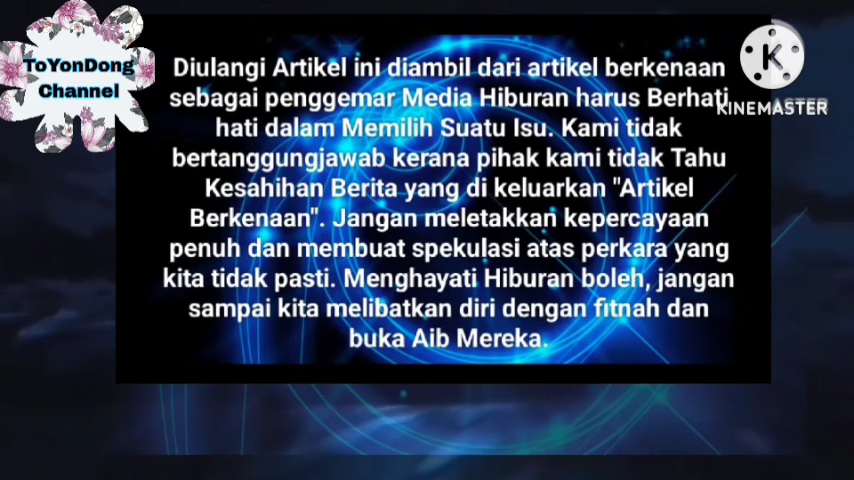 ToYonDong
Channel
Diulangi Artikel ini diambil dari artikel berkenaan
sebagai penggemar Media Hiburan harus Berhati
hati dalam Memilih Suatu Isu. Kami tidak
bertanggungjawab kerana pihak kami tidak Tahu
Kesahihan Berita yang di keluarkan "Artikel
Berkenaan". Jangan meletakkan kepercayaan
penuh dan membuat spekulasi atas perkara yang
kita tidak pasti. Menghayati Hiburan boleh, jangan
sampai kita melibatkan diri dengan fitnah dan
buka Aib Mereka.
K
KINEMASTER